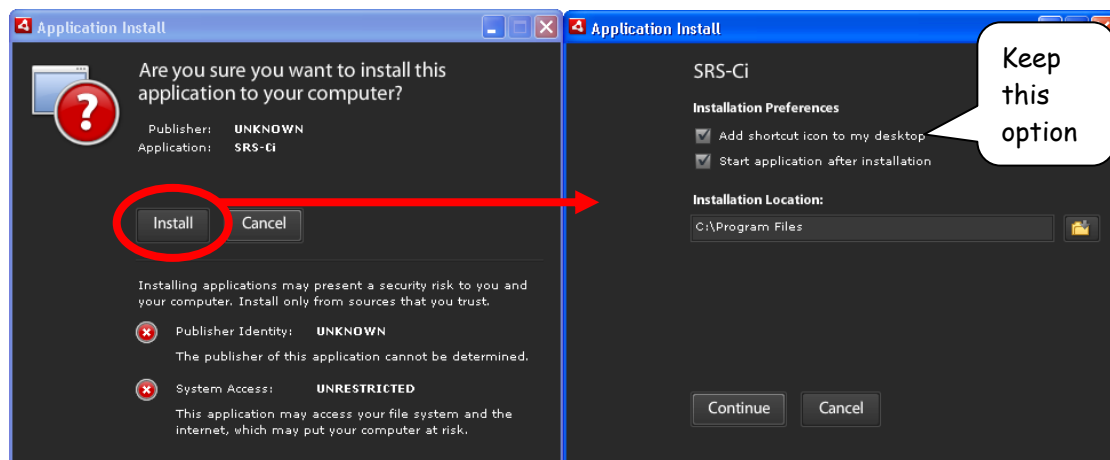 Application Install
Are you sure you want to install this
application to your computer?
Publisher: UNKNOWN
Application: SRS-Ci
Install
Cancel
Installing applications may present a security risk to you and
your computer. Install only from sources that you trust.
Publisher Identity: UNKNOWN
The publisher of this application cannot be determined.
System Access: UNRESTRICTED
This application may access your file system and the
internet, which may put your computer at risk.
Application Install
SRS-Ci
Installation Preferences
Add shortcut icon to my desktop
Start application after installation
Installation Location:
C:\Program Files
Continue
Cancel
Keep
this
option